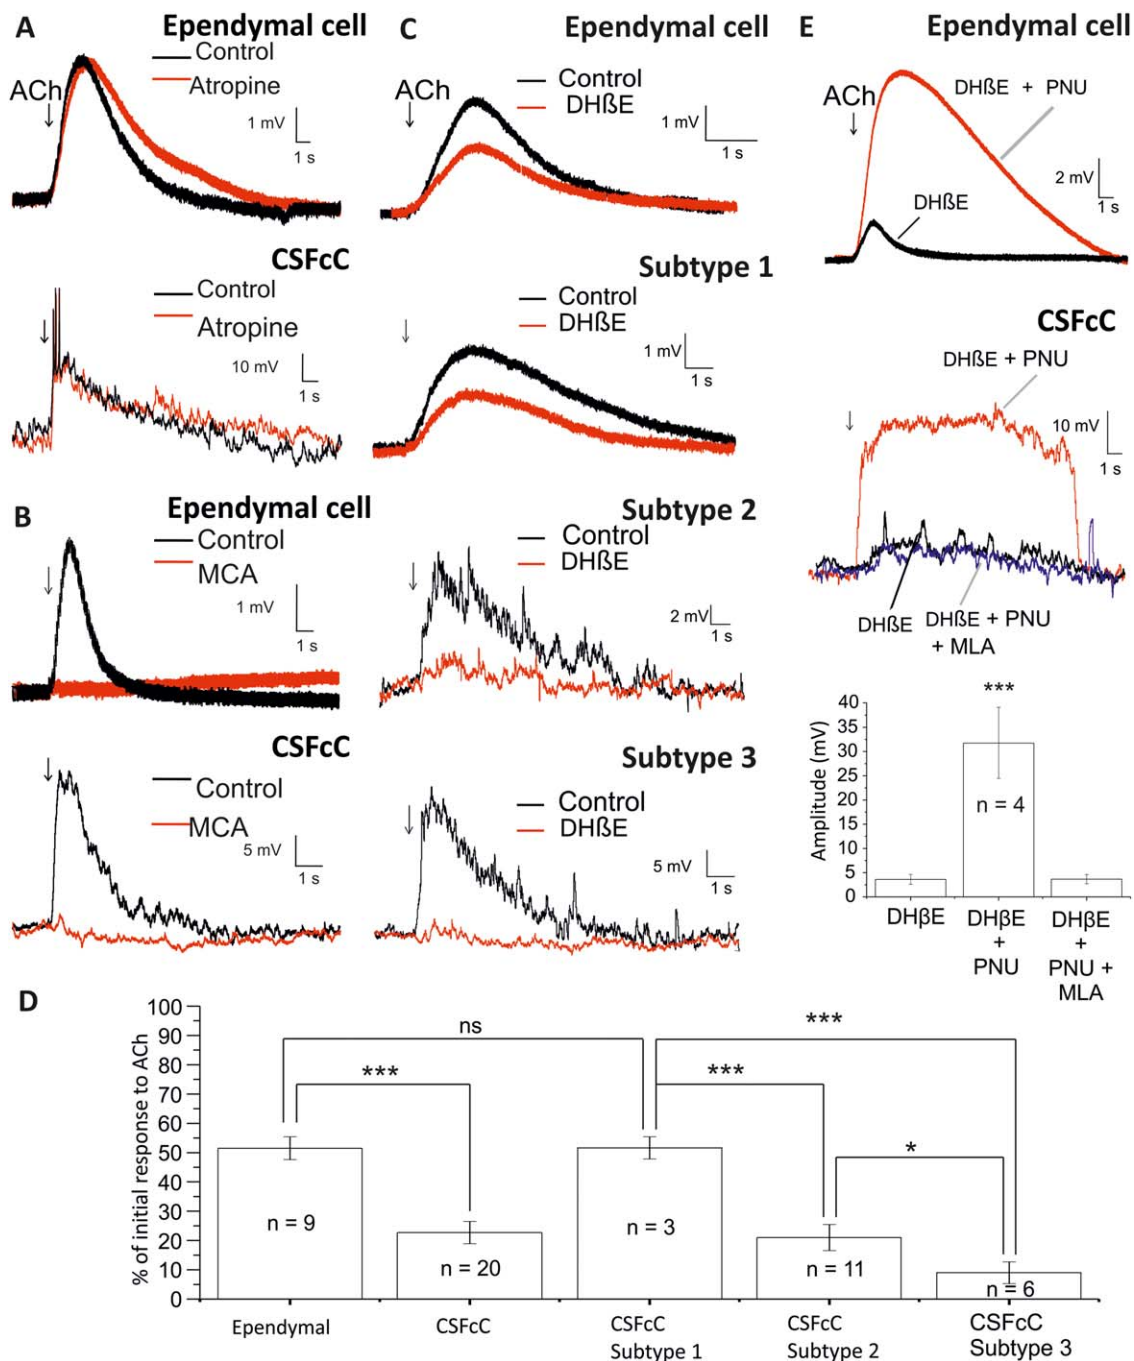 A
Ependymal cell
Control
Atropine
ACh
1 mV
1 s
CSFcC
Control
Atropine
10 mV
1 s
B
Ependymal cell
Control
MCA
1 mV
1 s
CSFcC
Control
MCA
5 mV
1 s
C
Ependymal cell
Control
DHßE
ACh
1 mV
1 s
Subtype 1
Control
DHßE
1 mV
1 s
Subtype 2
Control
DHßE
2 mV
1 s
Subtype 3
Control
DHßE
5 mV
1 s
E
Ependymal cell
DHßE + PNU
ACh
2 mV
1 s
DHßE
CSFcC
DHßE + PNU
10 mV
1 s
DHßE
DHßE + PNU
+ MLA
Amplitude (mV)
40
35
30
25
20
15
10
5
0
***
n = 4
DHβE
DHβE
+
PNU
DHβE
+
PNU +
MLA
D
% of initial response to ACh
100
90
80
70
60
50
40
30
20
10
0
ns
***
***
***
*
n = 9
n = 20
n = 3
n = 11
n = 6
Ependymal
CSFcC
CSFcC
Subtype 1
CSFcC
Subtype 2
CSFcC
Subtype 3